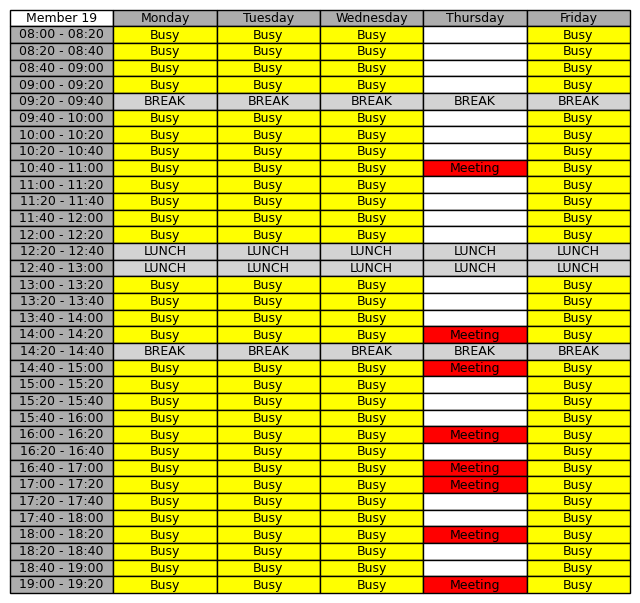 Member 19 Monday Tuesday Wednesday Thursday Friday
08:00 - 08:20 Busy Busy Busy Busy
08:20 - 08:40 Busy Busy Busy Busy
08:40 - 09:00 Busy Busy Busy Busy
09:00 - 09:20 Busy Busy Busy Busy
09:20 - 09:40 BREAK BREAK BREAK BREAK BREAK
09:40 - 10:00 Busy Busy Busy Busy
10:00 - 10:20 Busy Busy Busy Busy
10:20 - 10:40 Busy Busy Busy Busy
10:40 - 11:00 Busy Busy Busy Meeting Busy
11:00 - 11:20 Busy Busy Busy Busy
11:20 - 11:40 Busy Busy Busy Busy
11:40 - 12:00 Busy Busy Busy Busy
12:00 - 12:20 Busy Busy Busy Busy
12:20 - 12:40 LUNCH LUNCH LUNCH LUNCH LUNCH
12:40 - 13:00 LUNCH LUNCH LUNCH LUNCH LUNCH
13:00 - 13:20 Busy Busy Busy Busy
13:20 - 13:40 Busy Busy Busy Busy
13:40 - 14:00 Busy Busy Busy Busy
14:00 - 14:20 Busy Busy Busy Meeting Busy
14:20 - 14:40 BREAK BREAK BREAK BREAK BREAK
14:40 - 15:00 Busy Busy Busy Meeting Busy
15:00 - 15:20 Busy Busy Busy Busy
15:20 - 15:40 Busy Busy Busy Busy
15:40 - 16:00 Busy Busy Busy Busy
16:00 - 16:20 Busy Busy Busy Meeting Busy
16:20 - 16:40 Busy Busy Busy Busy
16:40 - 17:00 Busy Busy Busy Meeting Busy
17:00 - 17:20 Busy Busy Busy Meeting Busy
17:20 - 17:40 Busy Busy Busy Busy
17:40 - 18:00 Busy Busy Busy Busy
18:00 - 18:20 Busy Busy Busy Meeting Busy
18:20 - 18:40 Busy Busy Busy Busy
18:40 - 19:00 Busy Busy Busy Busy
19:00 - 19:20 Busy Busy Busy Meeting Busy